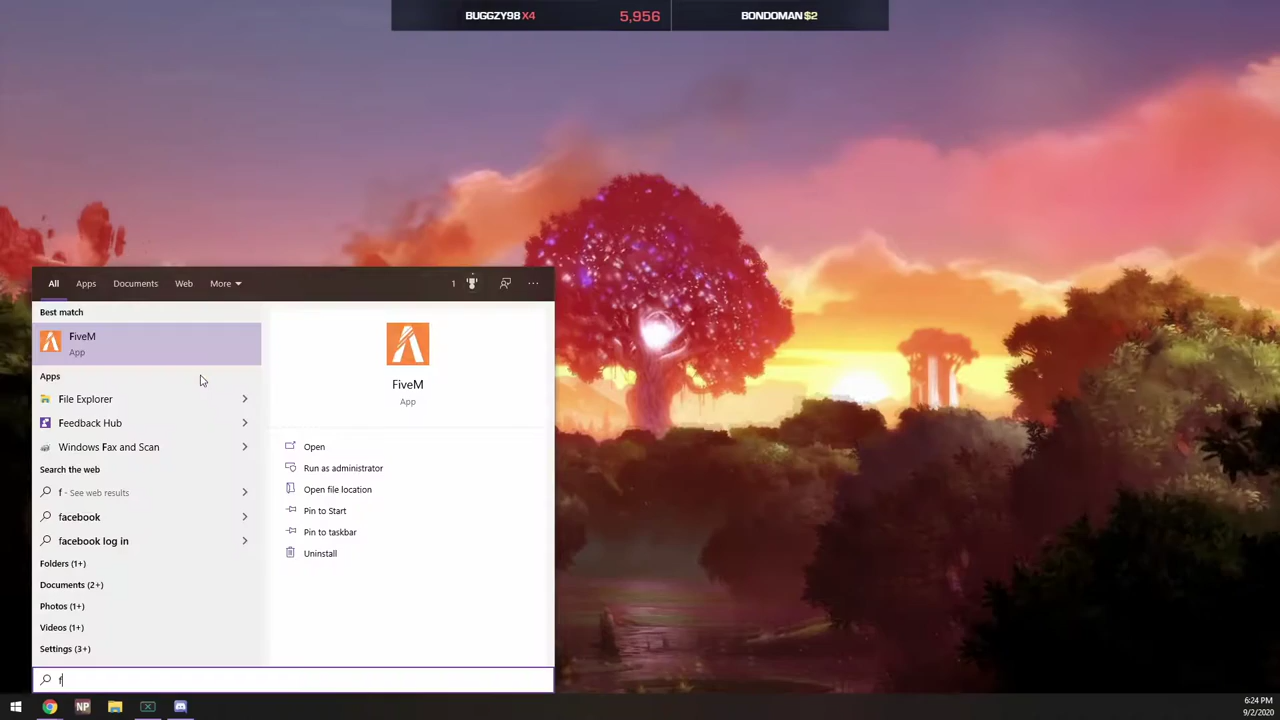 BUGGZY98 X4 5,956 BONDOMAN $2
All Apps Documents Web More 1 ...
Best match
FiveM
App
Apps
File Explorer
Feedback Hub
Windows Fax and Scan
Search the web
f - See web results
facebook
facebook log in
Folders (1+)
Documents (2+)
Photos (1+)
Videos (1+)
Settings (3+)
FiveM
App
Open
Run as administrator
Open file location
Pin to Start
Pin to taskbar
Uninstall
f
NP
6:24 PM
9/2/2020